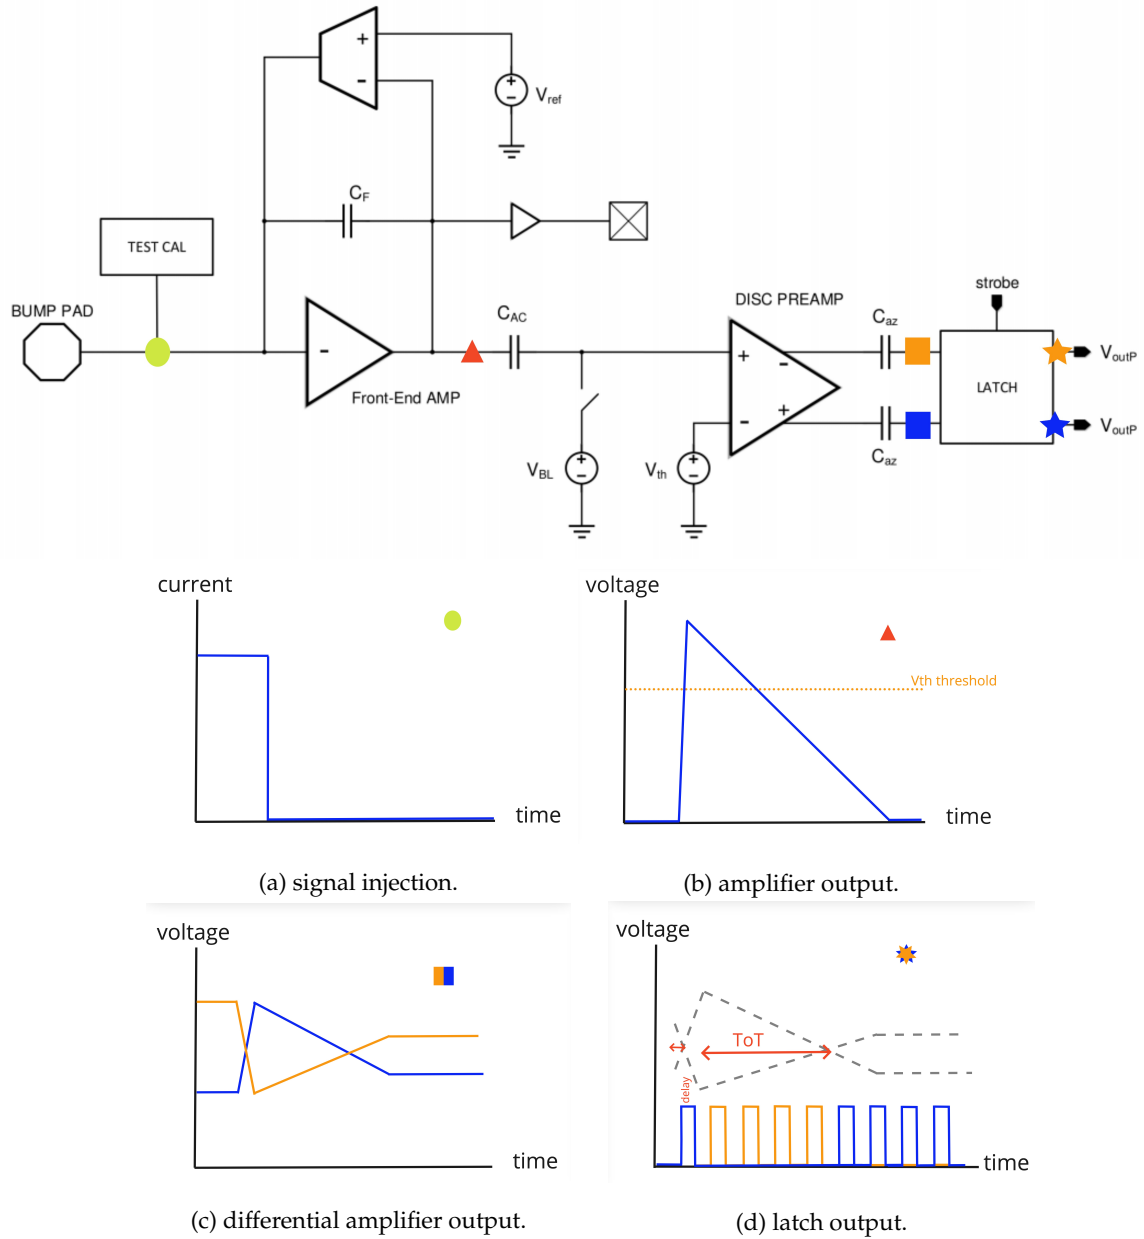 +
-
+
-
Vref
CF
TEST CAL
BUMP PAD
-
Front-End AMP
CAC
DISC PREAMP
Caz
strobe
+
-
-
+
LATCH
VoutP
VoutP
Caz
VBL
+
-
Vth
+
-
current
time
(a) signal injection.
voltage
Vth threshold
time
(b) amplifier output.
voltage
time
(c) differential amplifier output.
voltage
ToT
delay
time
(d) latch output.